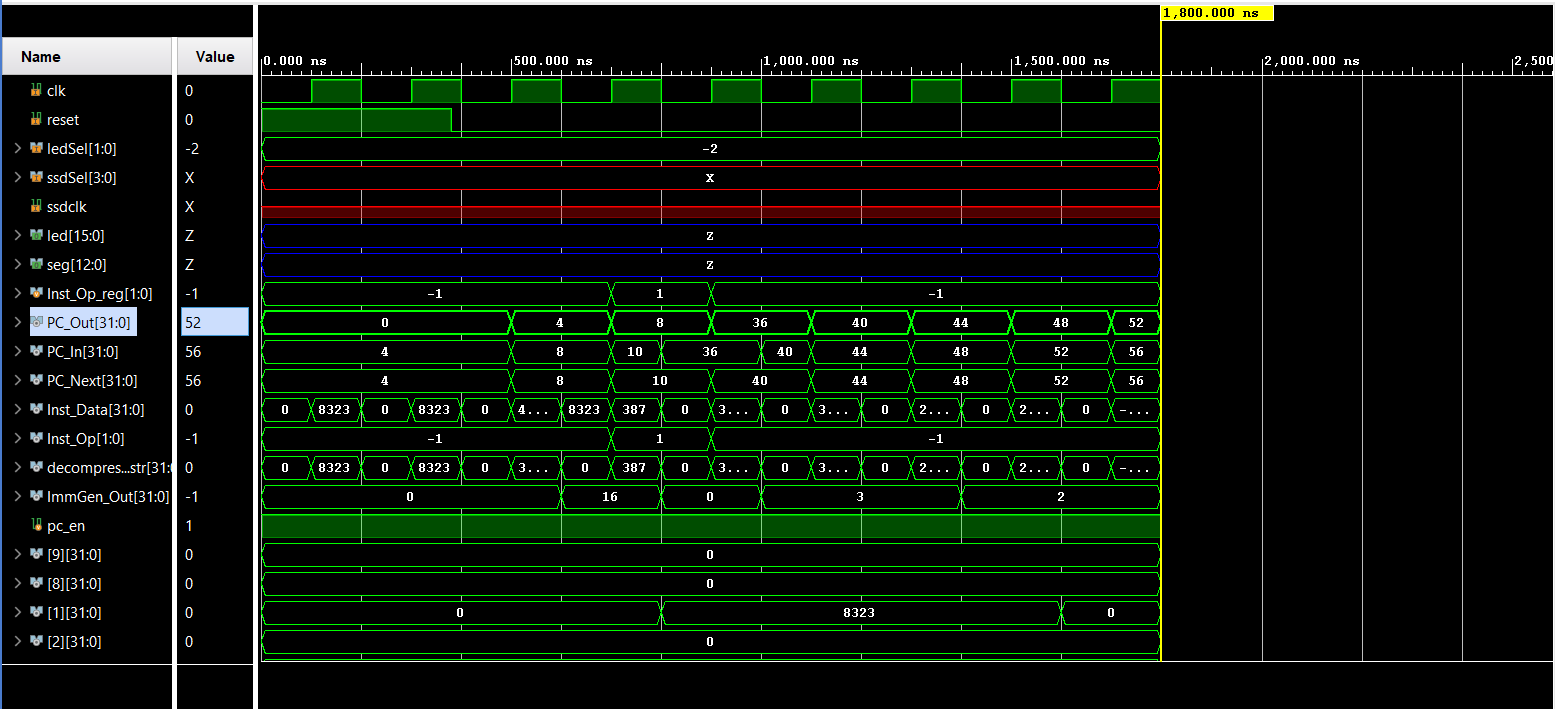 1,800.000 ns
Name Value 0.000 ns 500.000 ns 1,000.000 ns 1,500.000 ns 2,000.000 ns 2,500
clk 0
reset 0
ledSel[1:0] -2 -2
ssdSel[3:0] X X
ssdclk X
led[15:0] Z Z
seg[12:0] Z Z
Inst_Op_reg[1:0] -1 -1 1 -1
PC_Out[31:0] 52 0 4 8 36 40 44 48 52
PC_In[31:0] 56 4 8 10 36 40 44 48 52 56
PC_Next[31:0] 56 4 8 10 40 44 48 52 56
Inst_Data[31:0] 0 0 8323 0 8323 0 4... 8323 387 0 3... 0 3... 0 2... 0 2... 0 -...
Inst_Op[1:0] -1 -1 1 -1
decompres...str[31:0 0 0 8323 0 8323 0 3... 0 387 0 3... 0 3... 0 2... 0 2... 0 -...
ImmGen_Out[31:0] -1 0 16 0 3 2
pc_en 1
[9][31:0] 0 0
[8][31:0] 0 0
[1][31:0] 0 0 8323 0
[2][31:0] 0 0